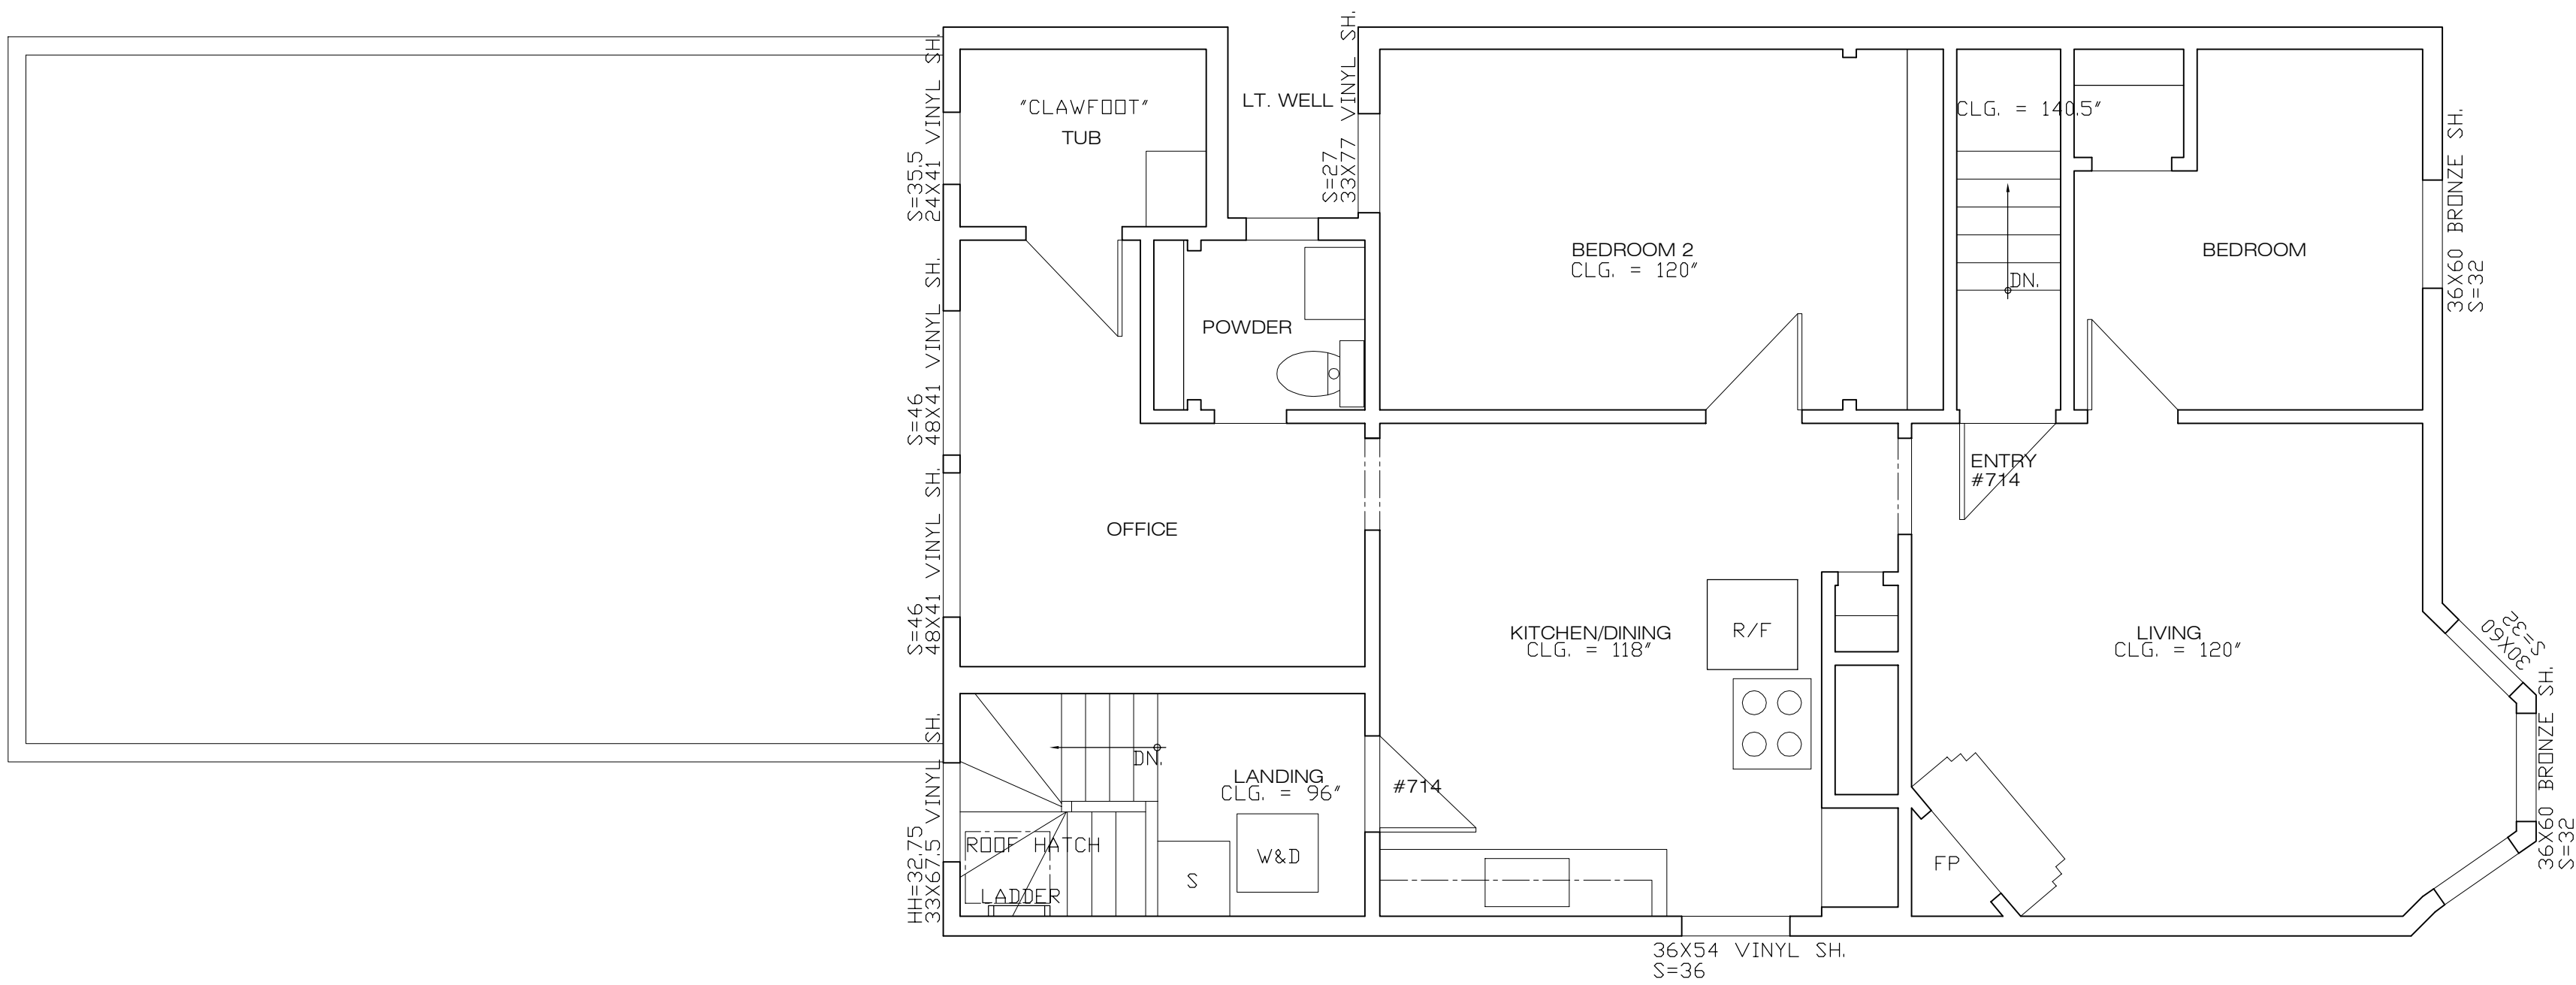 24X41 VINYL SH.
S=35.5
"CLAWFOOT"
TUB
LT. WELL
33X77 VINYL SH.
S=27
CLG. = 140.5"
36X60 BRONZE SH.
S=32
BEDROOM 2
CLG. = 120"
DN.
BEDROOM
48X41 VINYL SH.
S=46
POWDER
ENTRY
#714
OFFICE
48X41 VINYL SH.
S=46
KITCHEN/DINING
CLG. = 118"
R/F
LIVING
CLG. = 120"
30X60
S=32
DN.
LANDING
CLG. = 96"
#714
36X60 BRONZE SH.
S=32
33X67.5 VINYL SH.
HH=32.75
ROOF HATCH
LADDER
S
W&D
FP
36X54 VINYL SH.
S=36